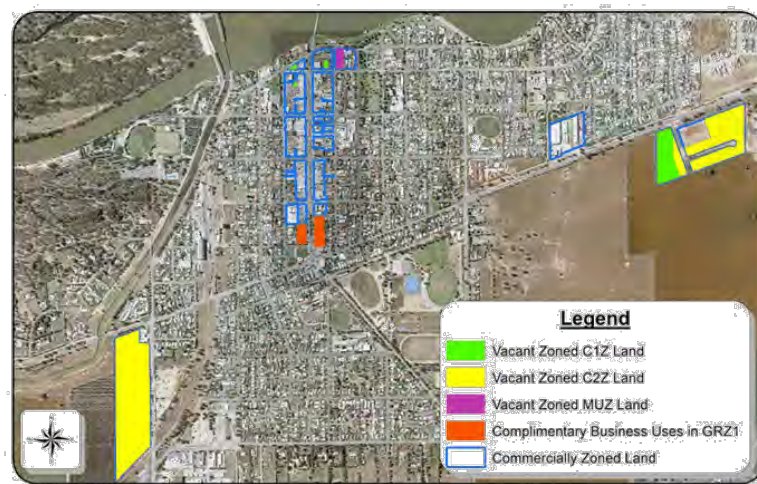 Legend
Vacant Zoned C1Z Land
Vacant Zoned C2Z Land
Vacant Zoned MUZ Land
Complimentary Business Uses in GRZ1
Commercially Zoned Land